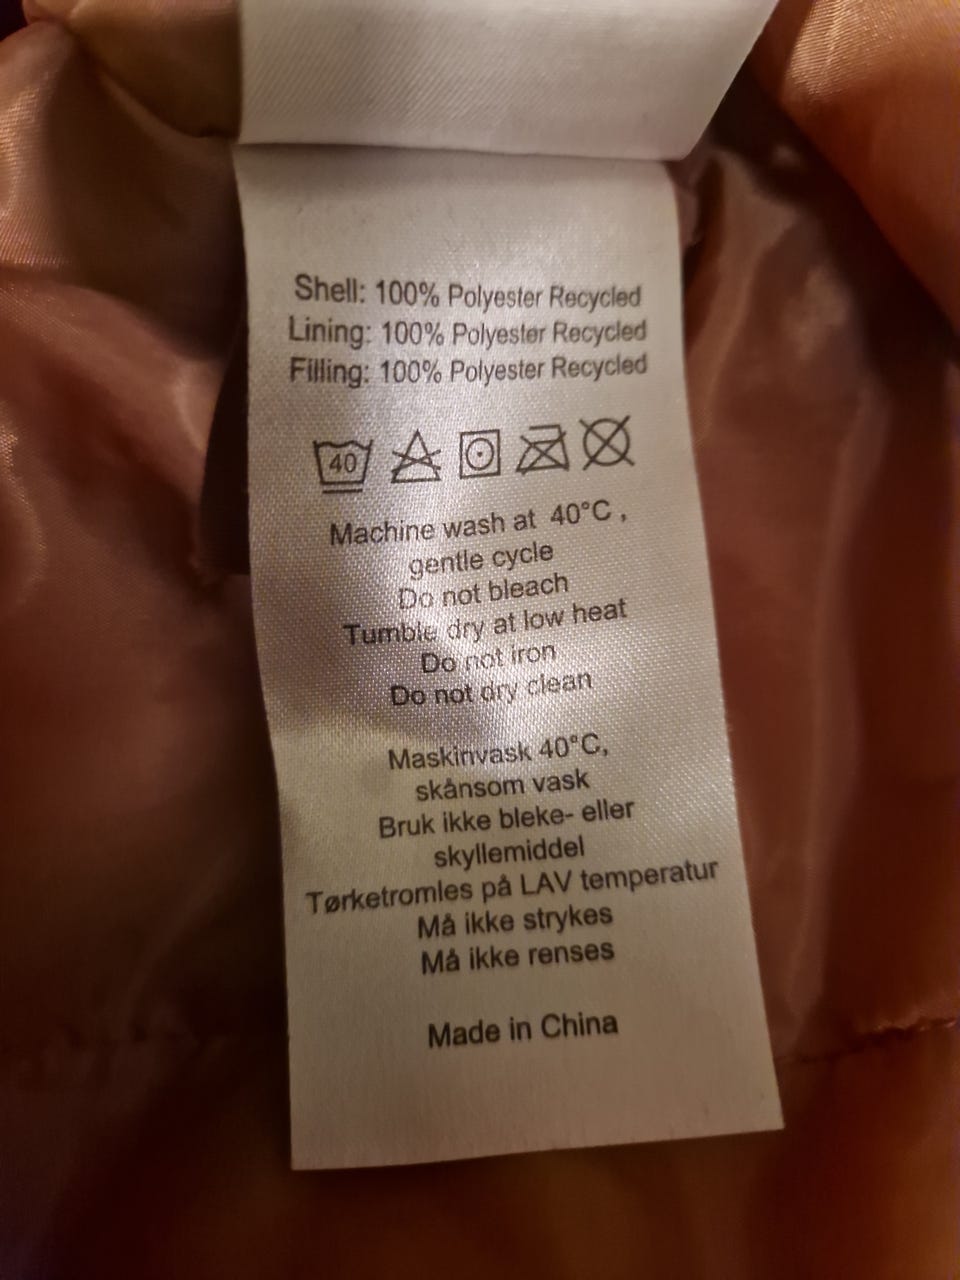 Shell: 100% Polyester Recycled
Lining: 100% Polyester Recycled
Filling: 100% Polyester Recycled
40
Machine wash at 40°C ,
gentle cycle
Do not bleach
Tumble dry at low heat
Do not iron
Do not dry clean
Maskinvask 40°C,
skånsom vask
Bruk ikke bleke- eller
skyllemiddel
Tørketromles på LAV temperatur
Må ikke strykes
Må ikke renses
Made in China